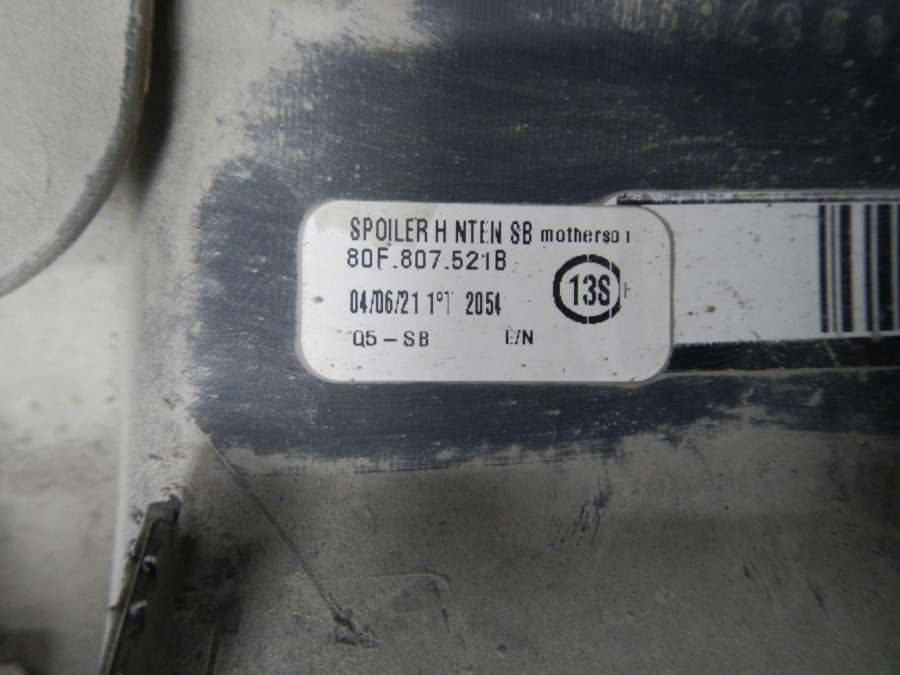 SPOILER H NTEN SB motherson
80F.807.521B
04/06/21 1°T 2054
13S
Q5-SB E/N